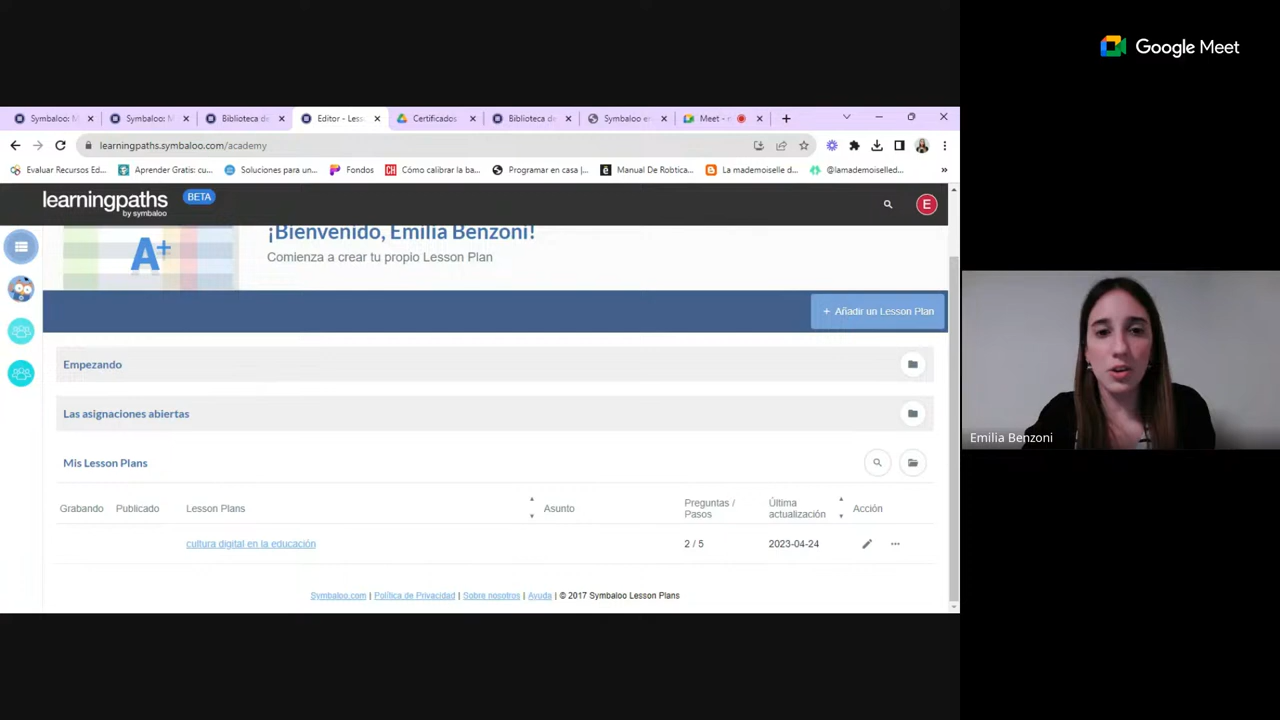 Google Meet
Symbaloo: M
Symbaloo: M
Biblioteca de
Editor - Less
Certificados
Biblioteca de
Symbaloo en
Meet - e
learningpaths.symbaloo.com/academy
Evaluar Recursos Ed...
Aprender Gratis: cu...
Soluciones para un...
Fondos
Cómo calibrar la ba...
Programar en casa |...
Manual De Robtica...
La mademoiselle d...
@lamademoiselled...
learningpaths
by symbaloo
BETA
E
A+
¡Bienvenido, Emilia Benzoni!
Comienza a crear tu propio Lesson Plan
+ Añadir un Lesson Plan
Empezando
Las asignaciones abiertas
Mis Lesson Plans
Grabando
Publicado
Lesson Plans
Asunto
Preguntas /
Pasos
Última
actualización
Acción
cultura digital en la educación
2 / 5
2023-04-24
Symbaloo.com | Política de Privacidad | Sobre nosotros | Ayuda | © 2017 Symbaloo Lesson Plans
Emilia Benzoni